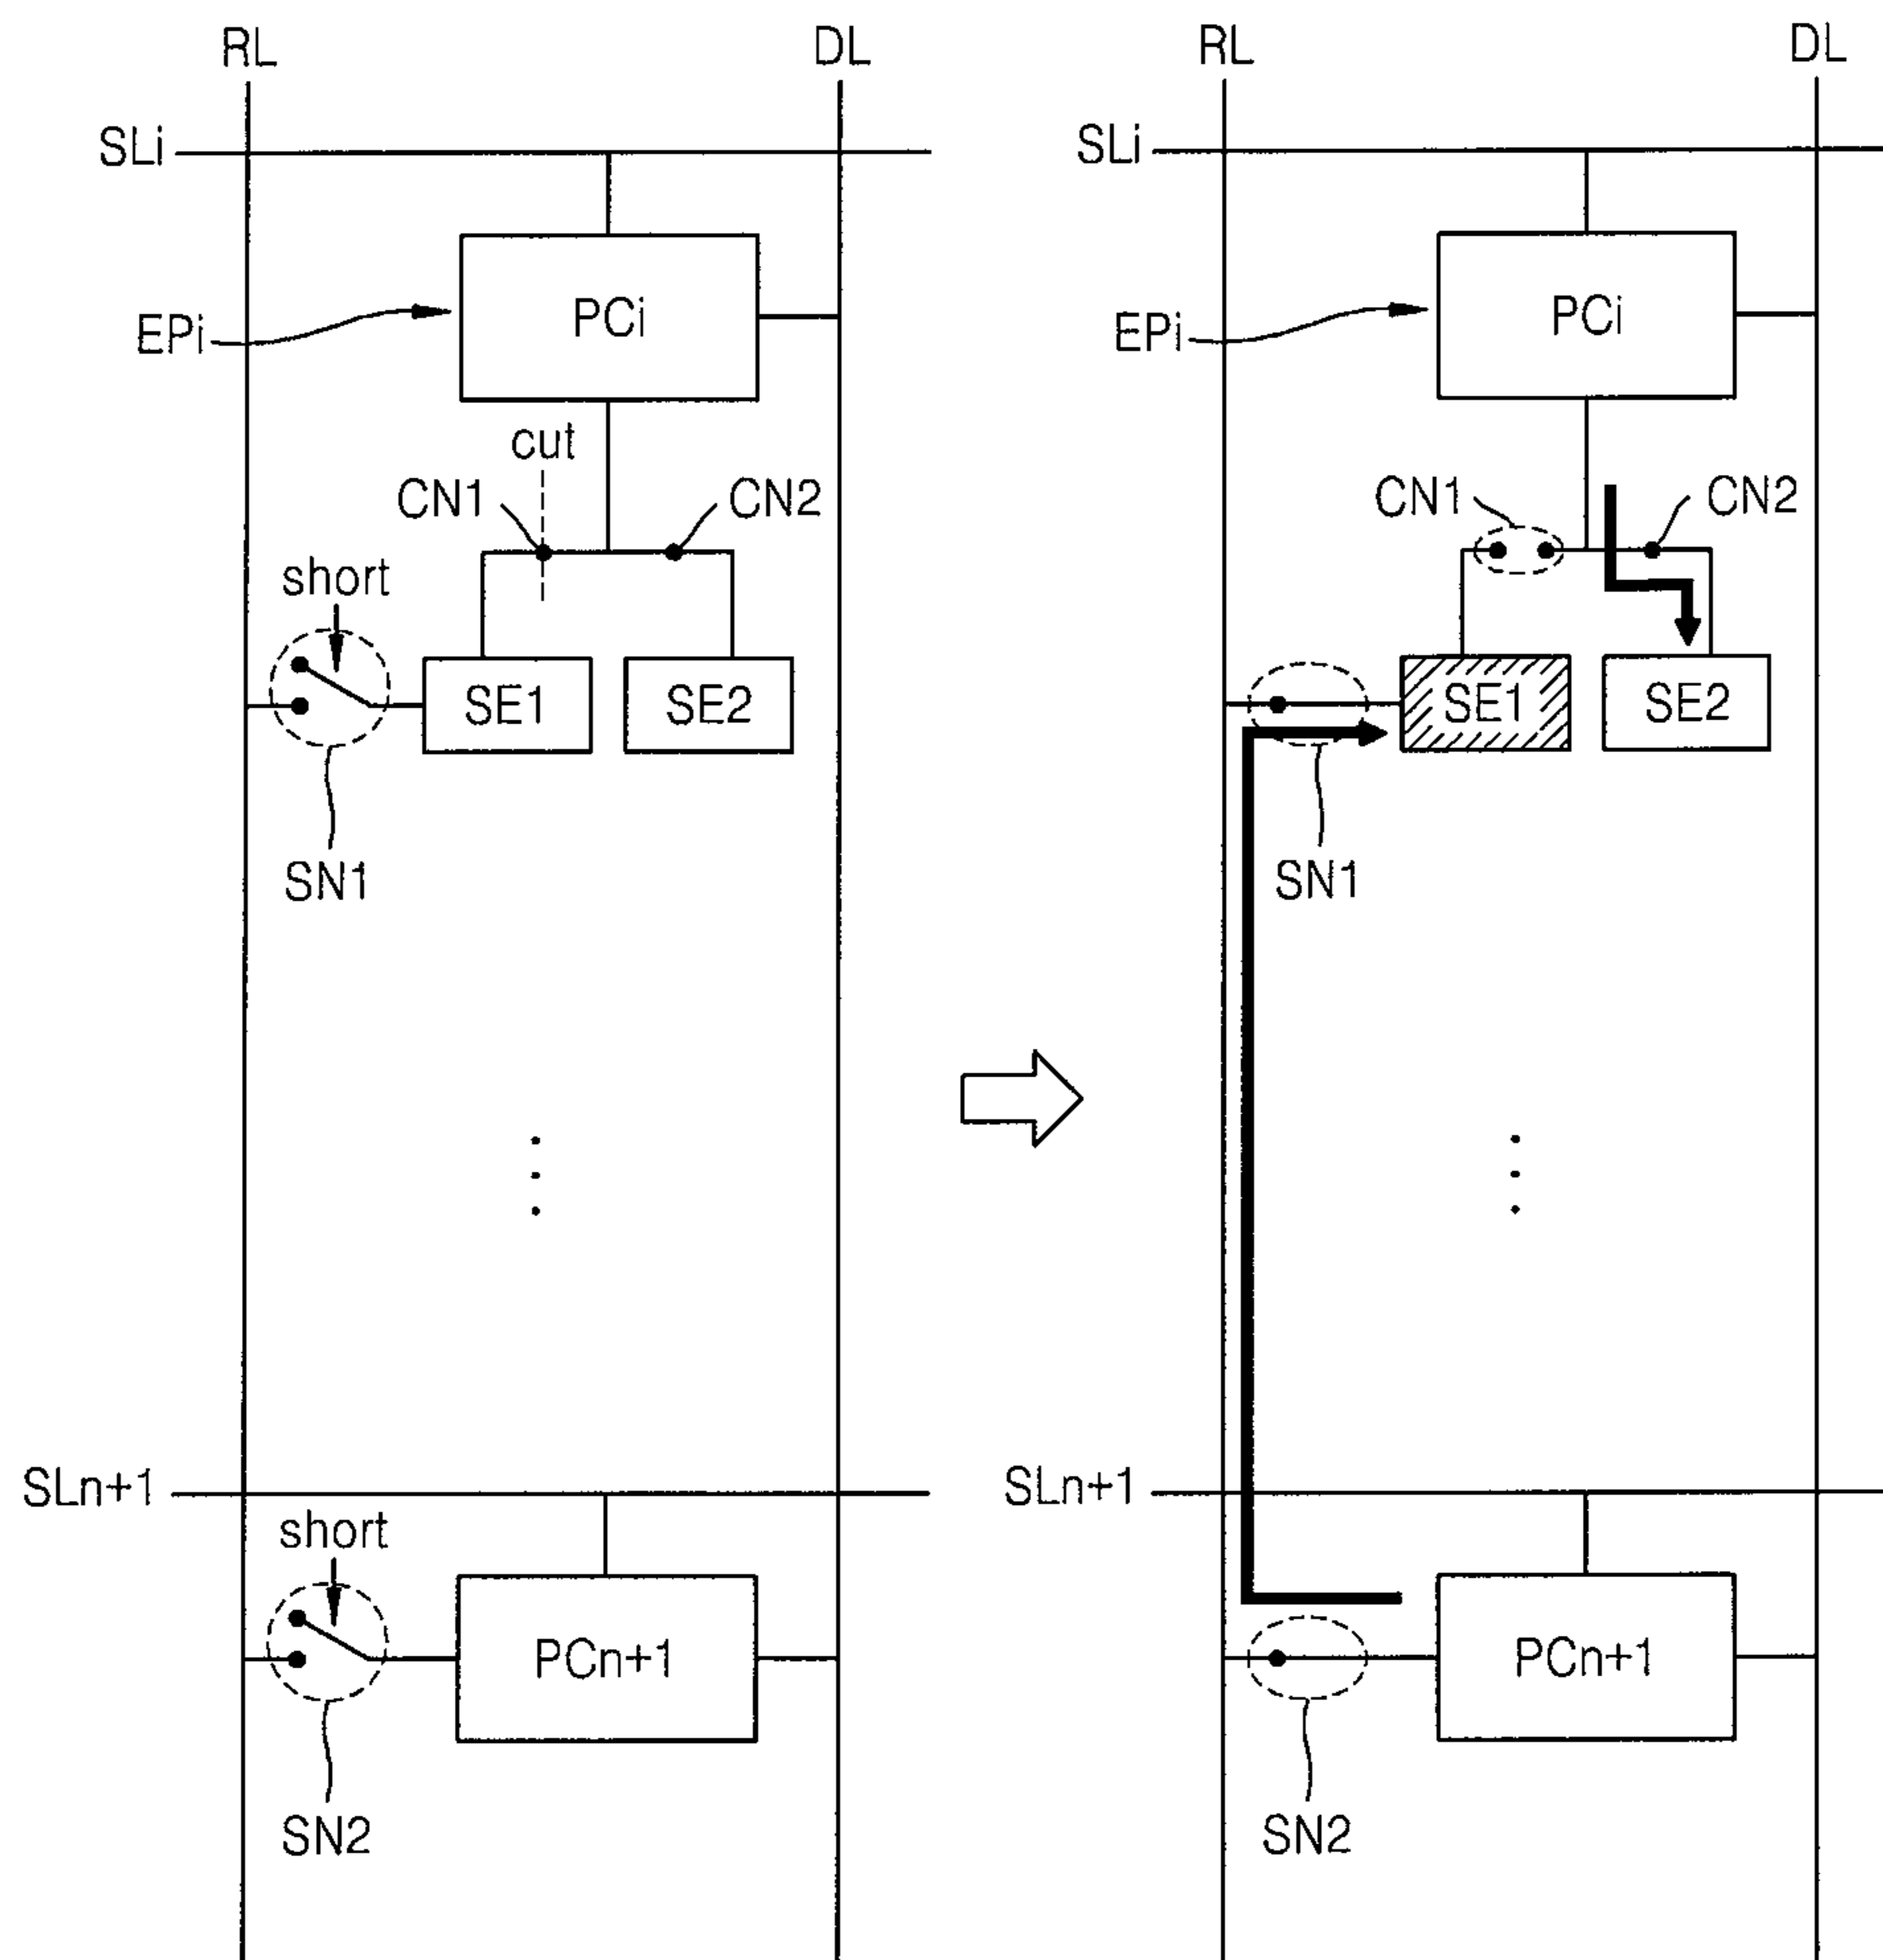 RL
DL
SLi
PCi
EPi
cut
CN1
CN2
short
SE1
SE2
SN1
SLn+1
short
PCn+1
SN2
RL
DL
SLi
PCi
EPi
CN1
CN2
SE1
SE2
SN1
SLn+1
PCn+1
SN2